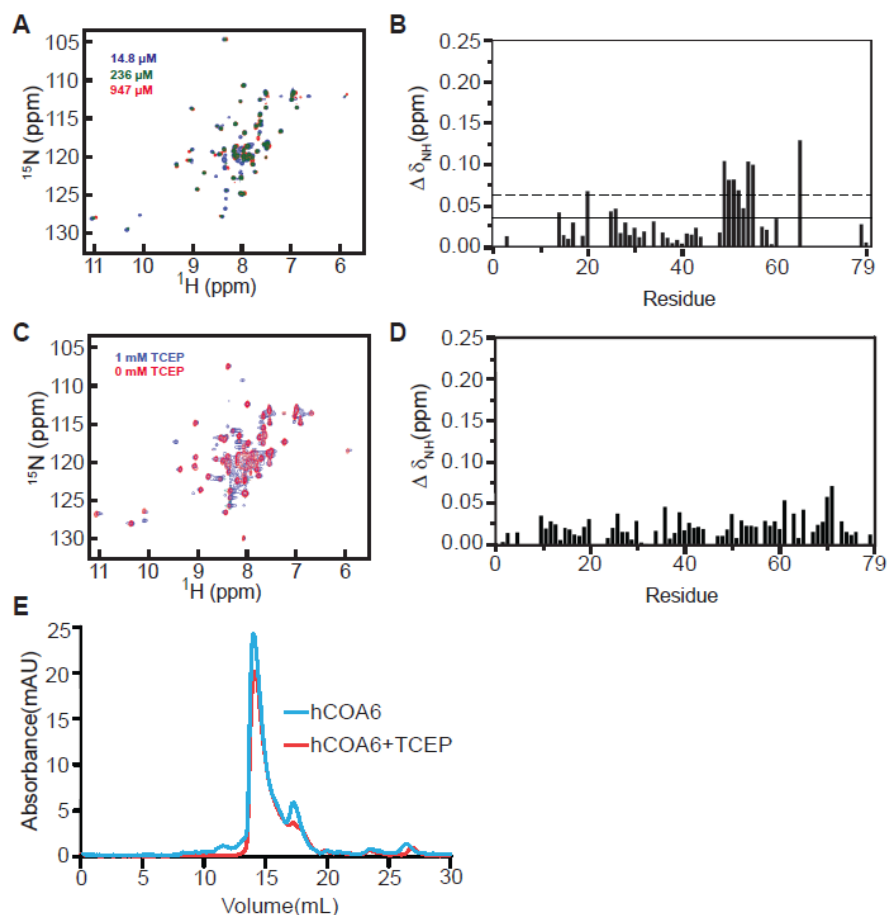 A
105
110
115
120
125
130
14.8 µM
236 µM
947 µM
15N (ppm)
11 10 9 8 7 6
1H (ppm)
B
0.25
0.20
0.15
0.10
0.05
0.00
Δ δNH(ppm)
0 20 40 60 79
Residue
C
105
110
115
120
125
130
1 mM TCEP
0 mM TCEP
15N (ppm)
11 10 9 8 7 6
1H (ppm)
D
0.25
0.20
0.15
0.10
0.05
0.00
Δ δNH(ppm)
0 20 40 60 79
Residue
E
25
20
15
10
5
0
Absorbance(mAU)
hCOA6
hCOA6+TCEP
0 5 10 15 20 25 30
Volume(mL)